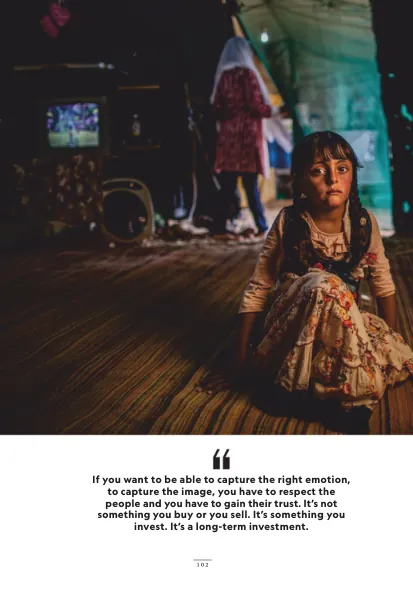 “
If you want to be able to capture the right emotion,
to capture the image, you have to respect the
people and you have to gain their trust. It’s not
something you buy or you sell. It’s something you
invest. It’s a long-term investment.
102